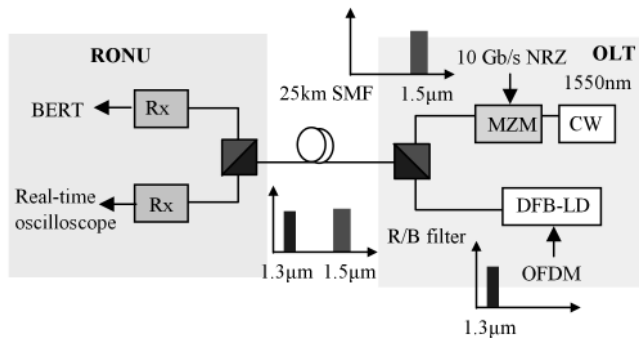 RONU
OLT
10 Gb/s NRZ
1550nm
25km SMF
1.5µm
BERT
Rx
MZM
CW
Real-time
oscilloscope
Rx
DFB-LD
R/B filter
1.3µm 1.5µm
OFDM
1.3µm